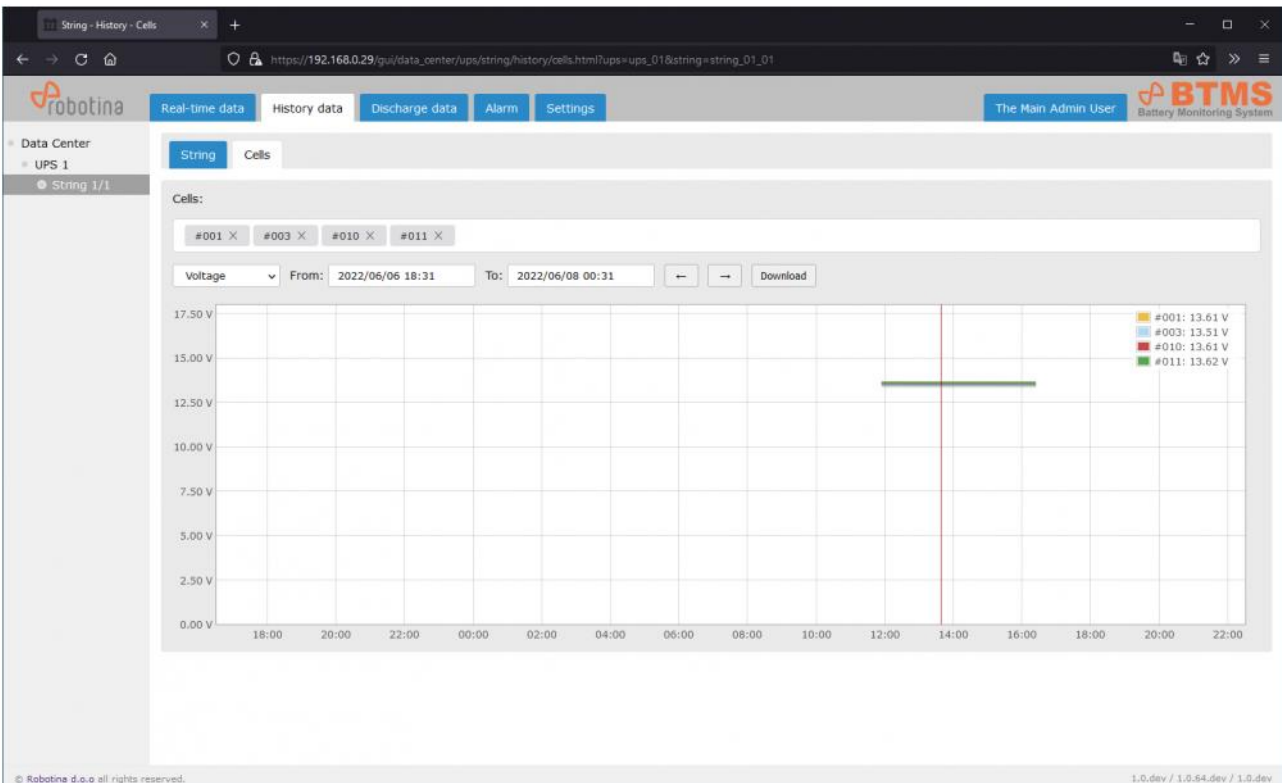 String - History - Cells
https://192.168.0.29/gui/data_center/ups/string/history/cells.html?ups=ups_01&string=string_01_01
robotina
Real-time data History data Discharge data Alarm Settings The Main Admin User
BTMS
Battery Monitoring System
Data Center
UPS 1
String 1/1
String Cells
Cells:
#001 × #003 × #010 × #011 ×
Voltage From: 2022/06/06 18:31 To: 2022/06/08 00:31 ← → Download
17.50 V
15.00 V
12.50 V
10.00 V
7.50 V
5.00 V
2.50 V
0.00 V
#001: 13.61 V
#003: 13.51 V
#010: 13.61 V
#011: 13.62 V
18:00 20:00 22:00 00:00 02:00 04:00 06:00 08:00 10:00 12:00 14:00 16:00 18:00 20:00 22:00
© Robotina d.o.o all rights reserved. 1.0.dev / 1.0.64.dev / 1.0.dev